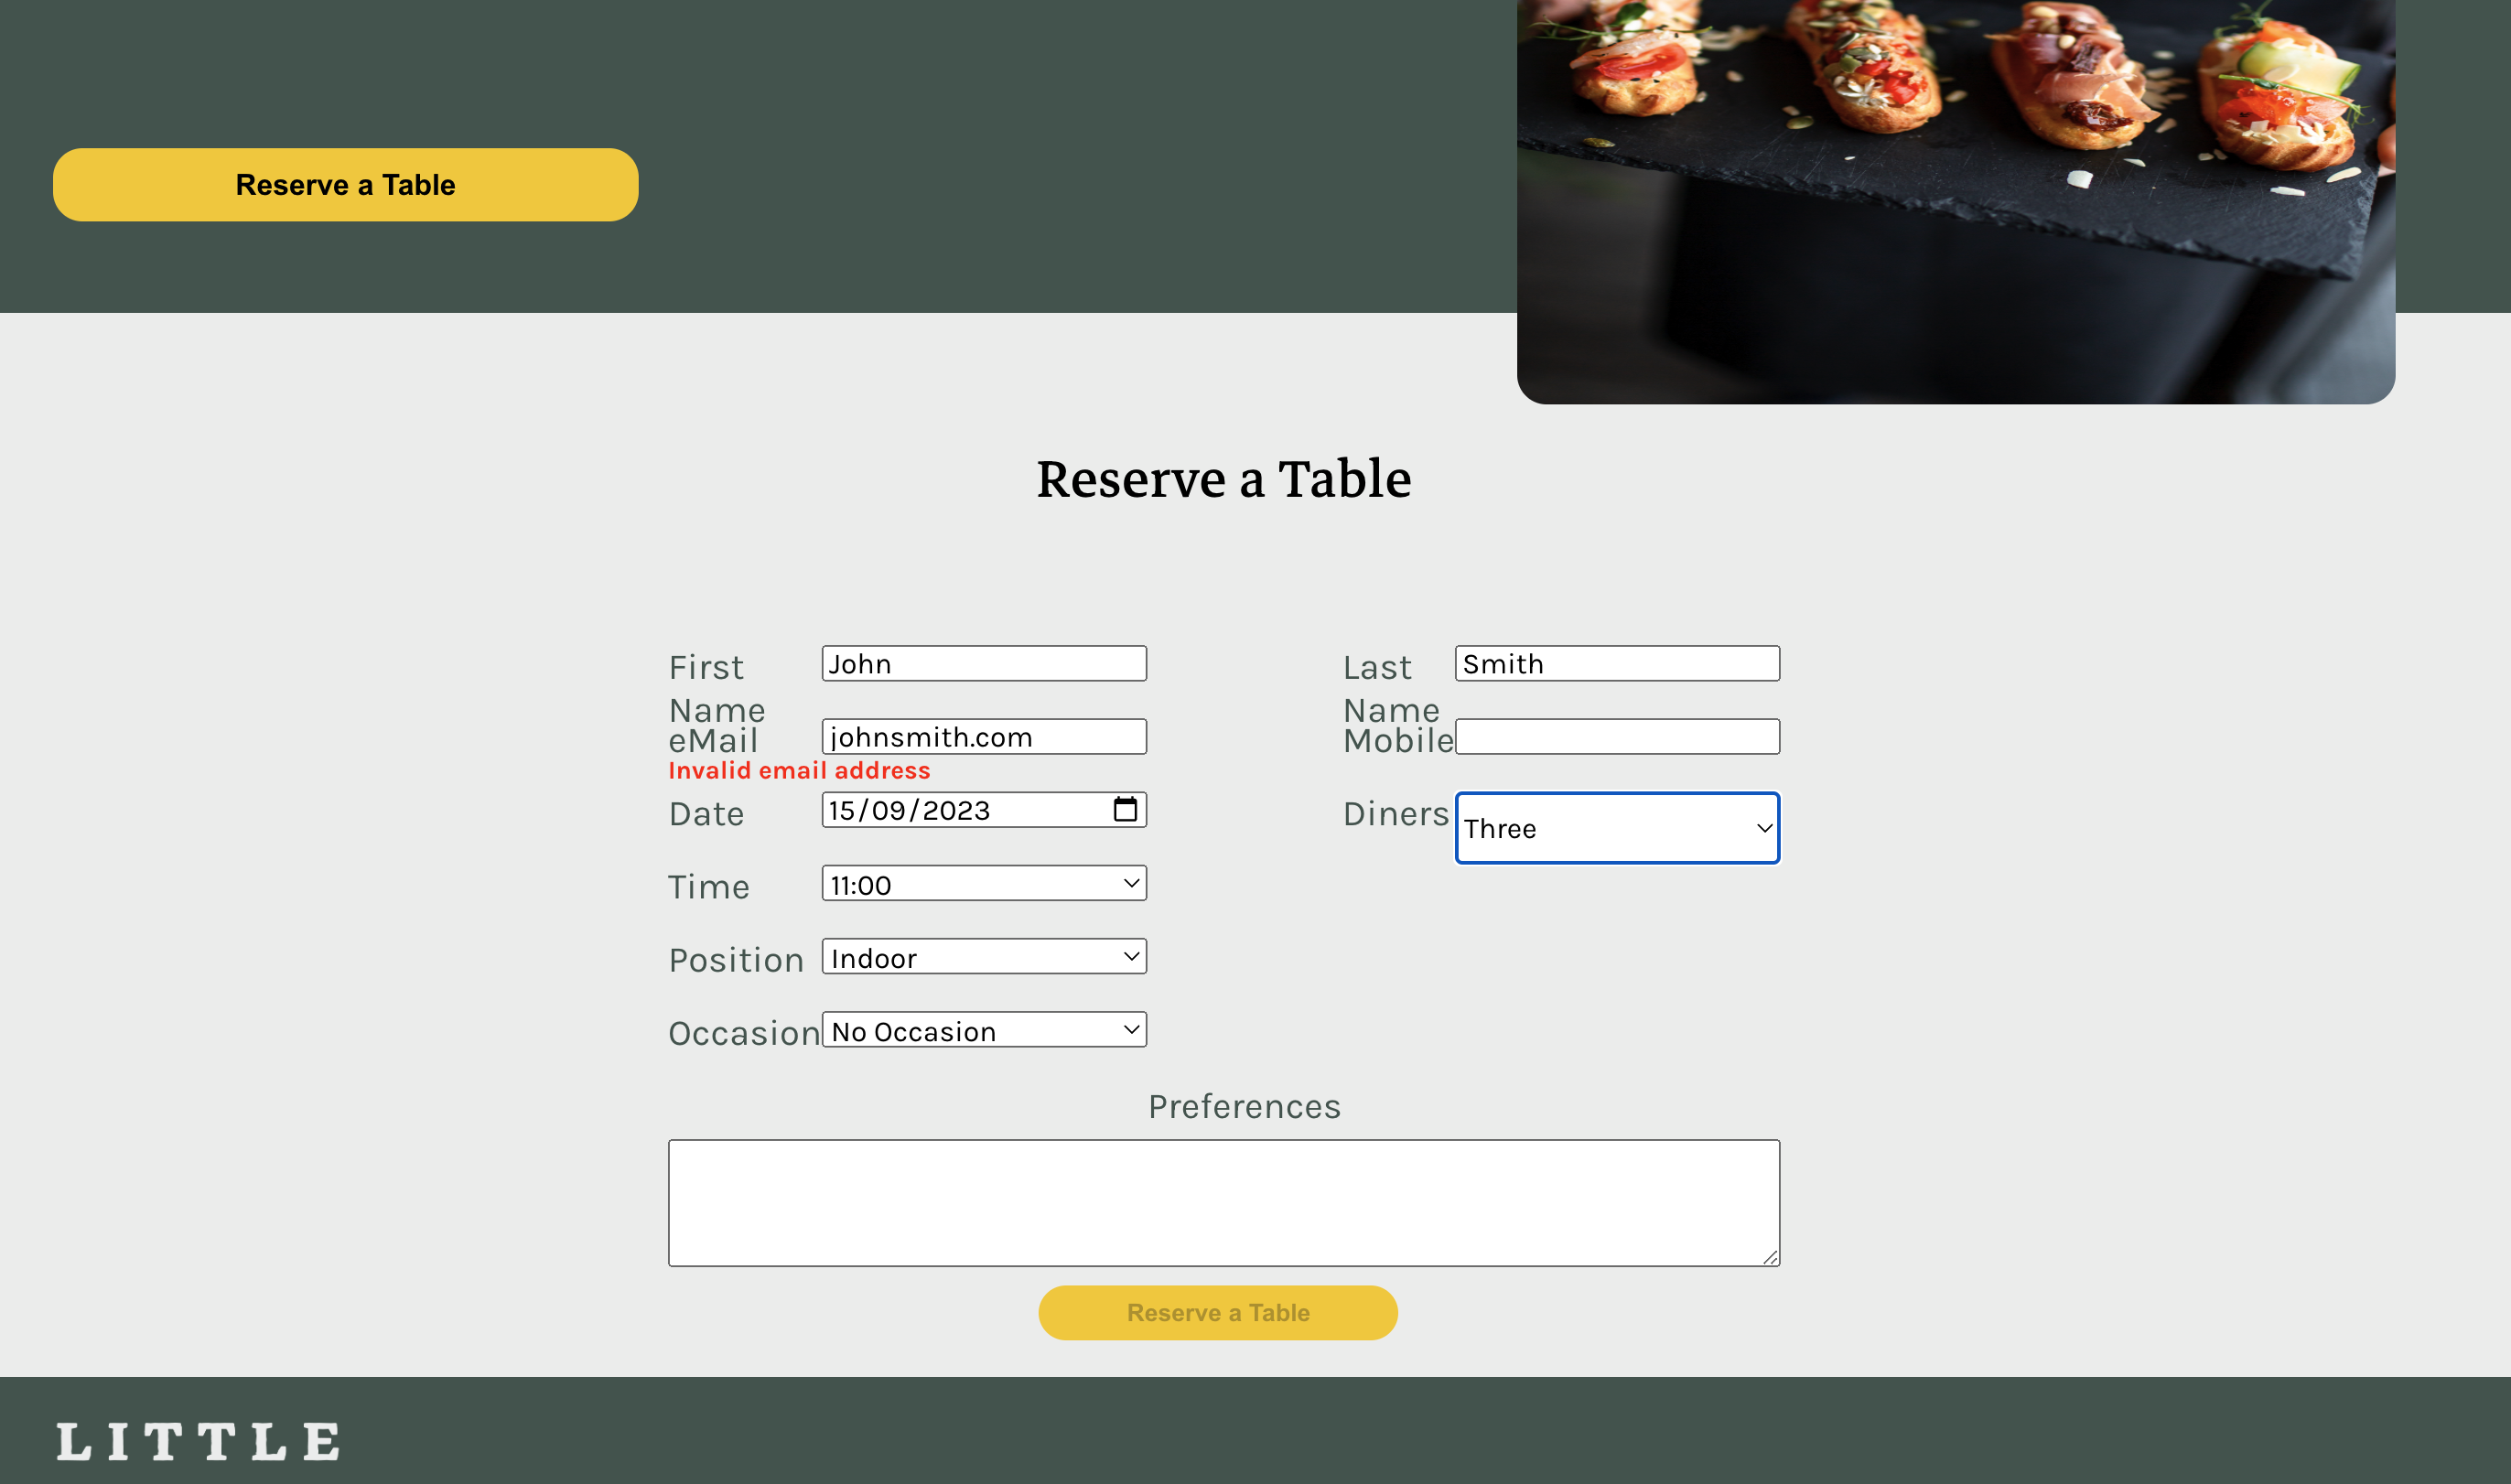 Reserve a Table
Reserve a Table
First Name
John
Last Name
Smith
eMail
johnsmith.com
Mobile
Invalid email address
Date
15/09/2023
Diners
Three
Time
11:00
Position
Indoor
Occasion
No Occasion
Preferences
Reserve a Table
LITTLE